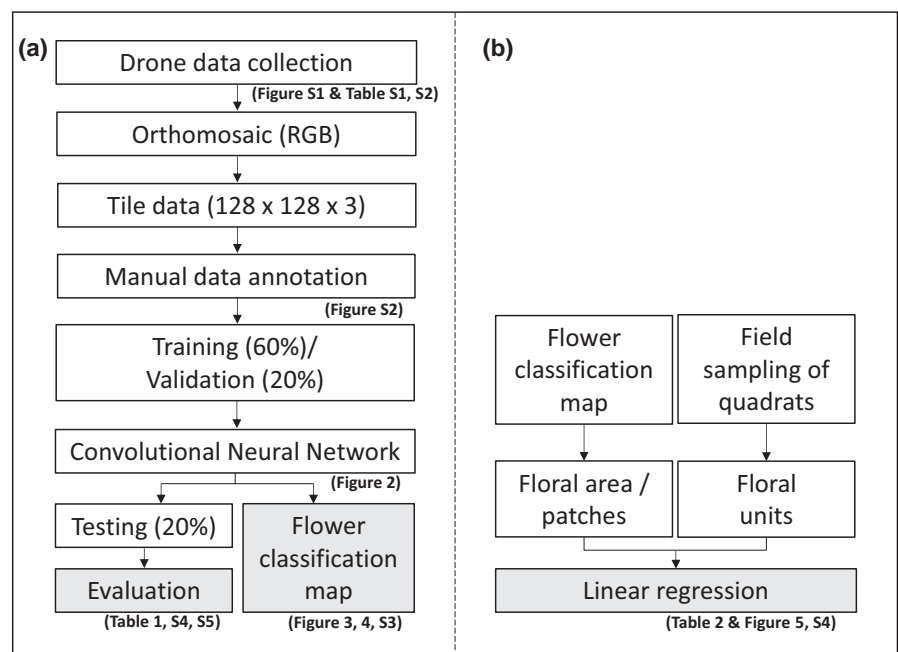 (a)
Drone data collection
(Figure S1 & Table S1, S2)
Orthomosaic (RGB)
Tile data (128 x 128 x 3)
Manual data annotation
(Figure S2)
Training (60%)/
Validation (20%)
Convolutional Neural Network
(Figure 2)
Testing (20%)
Evaluation
(Table 1, S4, S5)
Flower
classification
map
(Figure 3, 4, S3)
(b)
Flower
classification
map
Field
sampling of
quadrats
Floral area /
patches
Floral
units
Linear regression
(Table 2 & Figure 5, S4)